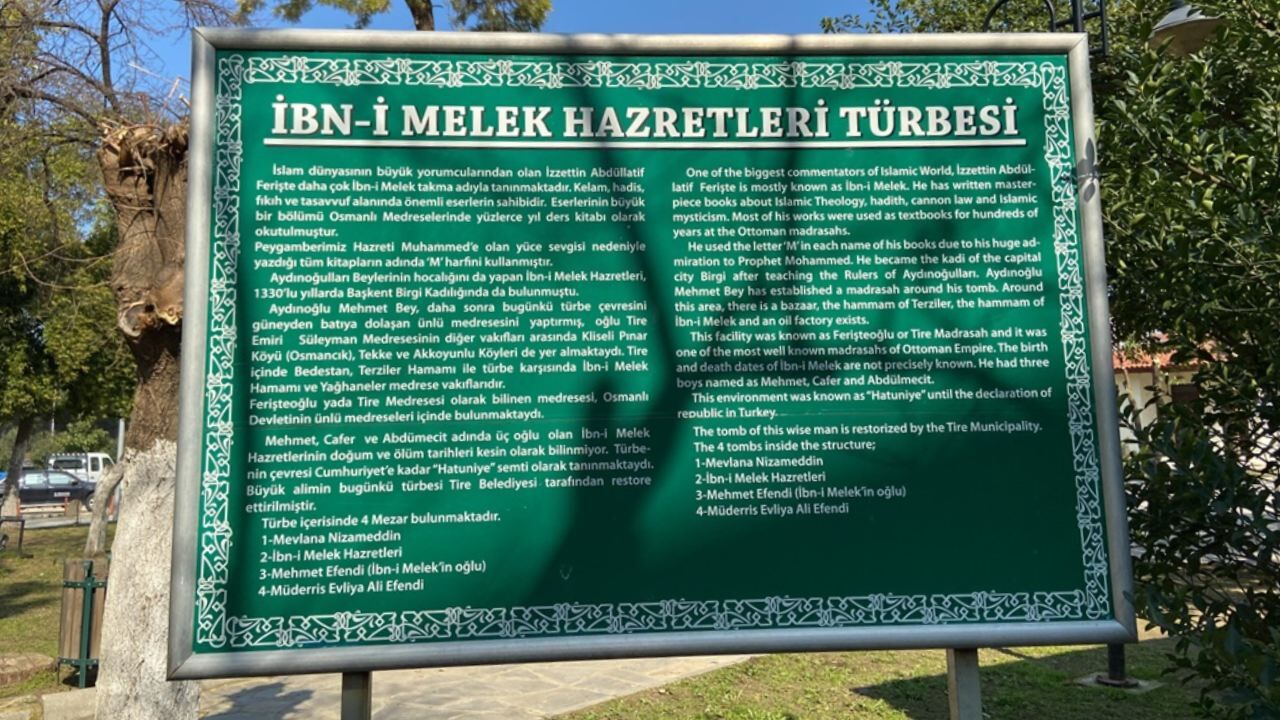 İBN-İ MELEK HAZRETLERİ TÜRBESİ
İslam dünyasının büyük yorumcularından olan İzzettin Abdüllatif
Ferişte daha çok İbn-i Melek takma adıyla tanınmaktadır. Kelam, hadis,
fıkıh ve tasavvuf alanında önemli eserlerin sahibidir. Eserlerinin büyük
bir bölümü Osmanlı Medreselerinde yüzlerce yıl ders kitabı olarak
okutulmuştur.
Peygamberimiz Hazreti Muhammed'e olan yüce sevgisi nedeniyle
yazdığı tüm kitapların adında 'M' harfini kullanmıştır.
Aydınoğulları Beylerinin hocalığını da yapan İbn-i Melek Hazretleri,
1330'lu yıllarda Başkent Birgi Kadılığında da bulunmuştu.
Aydınoğlu Mehmet Bey, daha sonra bugünkü türbe çevresini
güneyden batıya dolaşan ünlü medresesini yaptırmış, oğlu Tire
Emiri Süleyman Medresesinin diğer vakıfları arasında Kliseli Pınar
Köyü (Osmancık), Tekke ve Akkoyunlu Köyleri de yer almaktaydı. Tire
içinde Bedestan, Terziler Hamamı ile türbe karşısında İbn-i Melek
Hamamı ve Yağhaneler medrese vakıflarıdır.
Ferişteoğlu yada Tire Medresesi olarak bilinen medresesi, Osmanlı
Devletinin ünlü medreseleri içinde bulunmaktaydı.
Mehmet, Cafer ve Abdümecit adında üç oğlu olan İbn-i Melek
Hazretlerinin doğum ve ölüm tarihleri kesin olarak bilinmiyor. Türbe-
nin çevresi Cumhuriyet'e kadar "Hatuniye" semti olarak tanınmaktaydı.
Büyük alimin bugünkü türbesi Tire Belediyesi tarafından restore
ettirilmiştir.
Türbe içerisinde 4 Mezar bulunmaktadır.
1-Mevlana Nizameddin
2-İbn-i Melek Hazretleri
3-Mehmet Efendi (İbn-i Melek'in oğlu)
4-Müderris Evliya Ali Efendi
One of the biggest commentators of Islamic World, İzzettin Abdül-
latif Ferişte is mostly known as İbn-i Melek. He has written master-
piece books about Islamic Theology, hadith, cannon law and Islamic
mysticism. Most of his works were used as textbooks for hundreds of
years at the Ottoman madrasahs.
He used the letter 'M' in each name of his books due to his huge ad-
miration to Prophet Mohammed. He became the kadi of the capital
city Birgi after teaching the Rulers of Aydınoğulları. Aydınoğlu
Mehmet Bey has established a madrasah around his tomb. Around
this area, there is a bazaar, the hammam of Terziler, the hammam of
İbn-i Melek and an oil factory exists.
This facility was known as Ferişteoğlu or Tire Madrasah and it was
one of the most well known madrasahs of Ottoman Empire. The birth
and death dates of İbn-i Melek are not precisely known. He had three
boys named as Mehmet, Cafer and Abdülmecit.
This environment was known as "Hatuniye" until the declaration of
republic in Turkey.
The tomb of this wise man is restorized by the Tire Municipality.
The 4 tombs inside the structure;
1-Mevlana Nizameddin
2-İbn-i Melek Hazretleri
3-Mehmet Efendi (İbn-i Melek'in oğlu)
4-Müderris Evliya Ali Efendi